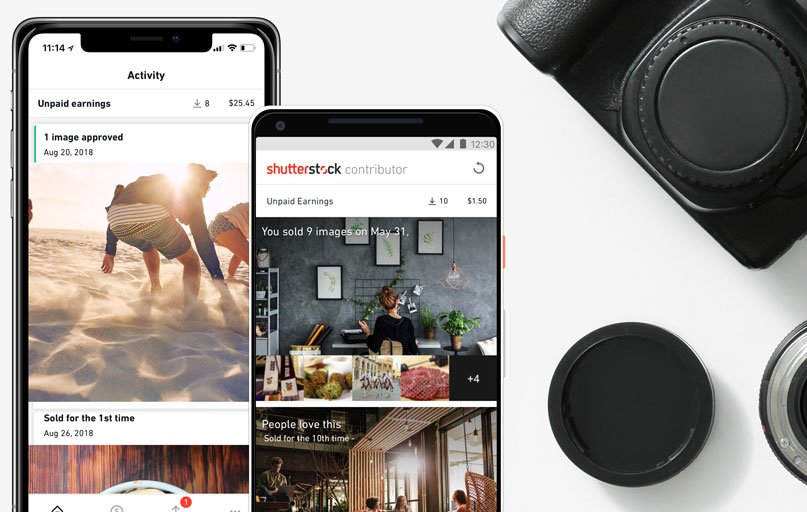 11:14
Activity
Unpaid earnings 8 $25.45
1 image approved
Aug 20, 2018
Sold for the 1st time
Aug 26, 2018
1
12:30
shutterstock contributor
Unpaid Earnings 10 $1.50
You sold 9 images on May 31,
+4
People love this
Sold for the 10th time -